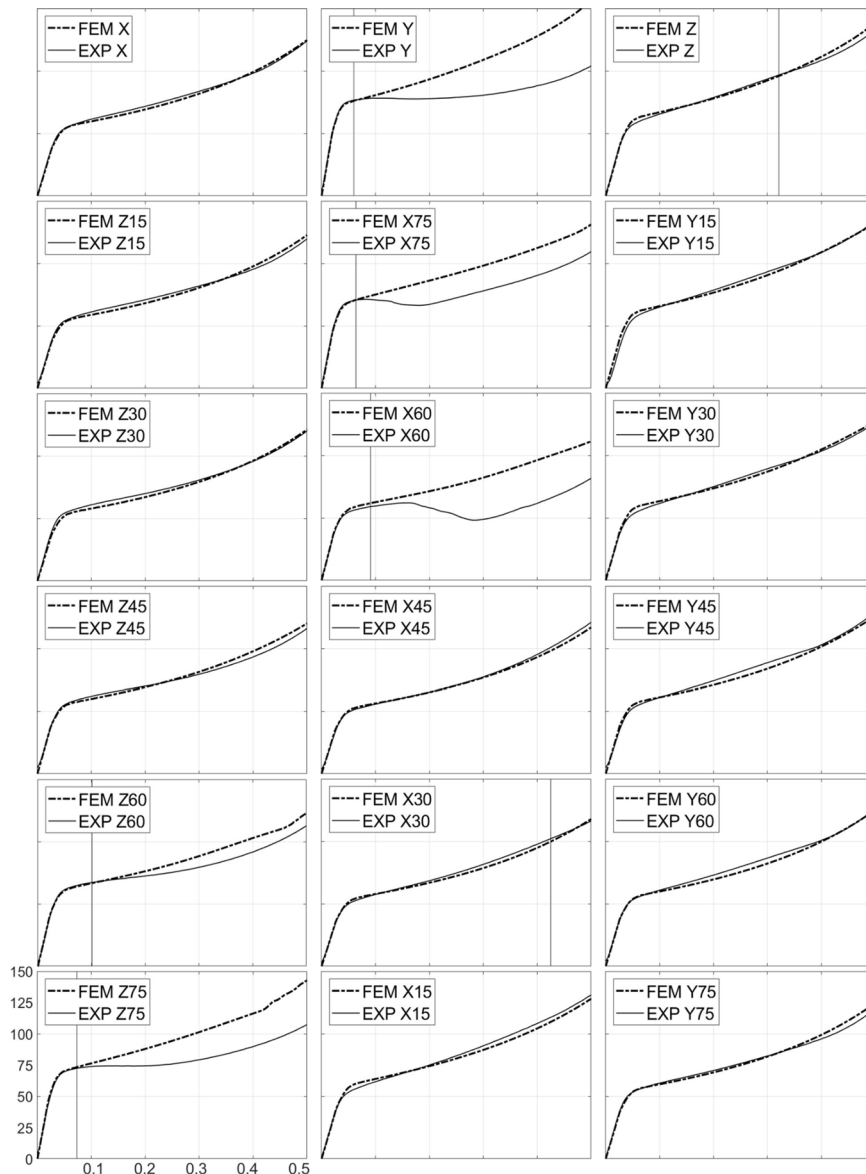 FEM X
EXP X
FEM Y
EXP Y
FEM Z
EXP Z
FEM Z15
EXP Z15
FEM X75
EXP X75
FEM Y15
EXP Y15
FEM Z30
EXP Z30
FEM X60
EXP X60
FEM Y30
EXP Y30
FEM Z45
EXP Z45
FEM X45
EXP X45
FEM Y45
EXP Y45
FEM Z60
EXP Z60
FEM X30
EXP X30
FEM Y60
EXP Y60
150
125
100
75
50
25
0
FEM Z75
EXP Z75
FEM X15
EXP X15
FEM Y75
EXP Y75
0.1 0.2 0.3 0.4 0.5